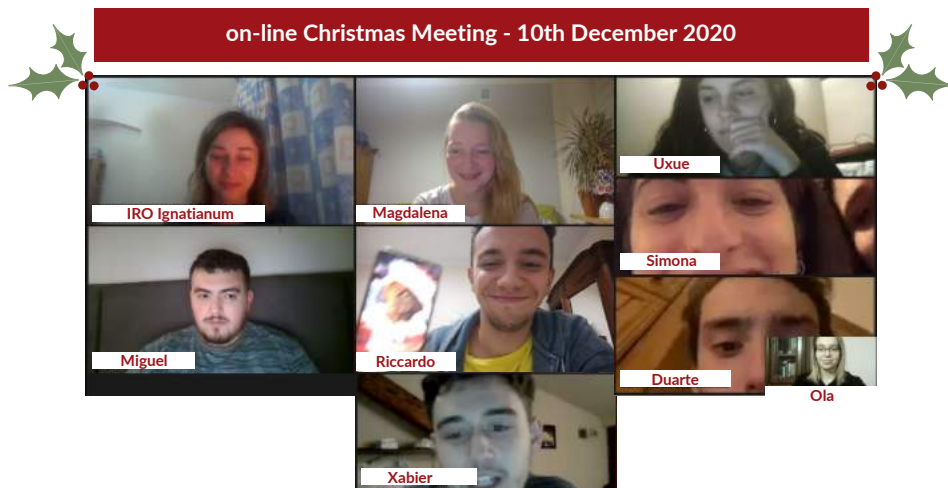 on-line Christmas Meeting - 10th December 2020
IRO Ignatianum
Magdalena
Uxue
Simona
Miguel
Riccardo
Duarte
Ola
Xabier